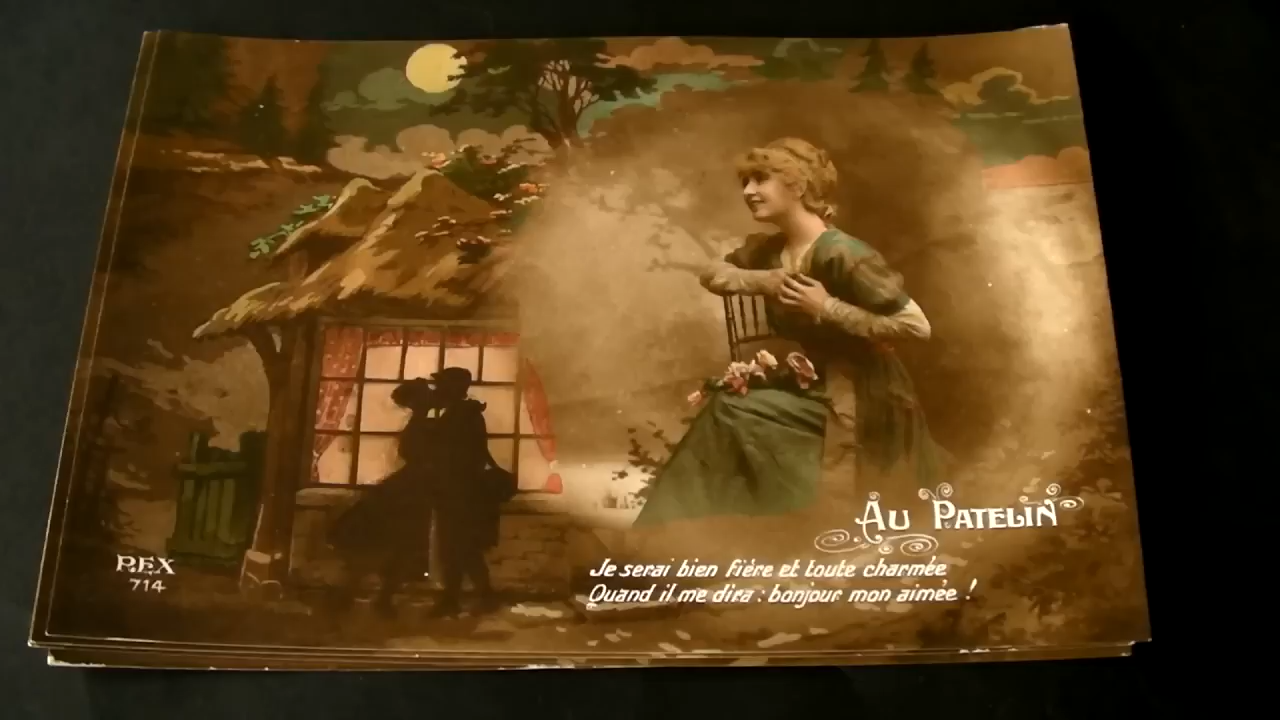 REX
714
AU PATELIN
Je serai bien fière et toute charmée
Quand il me dira : bonjour mon aimée !